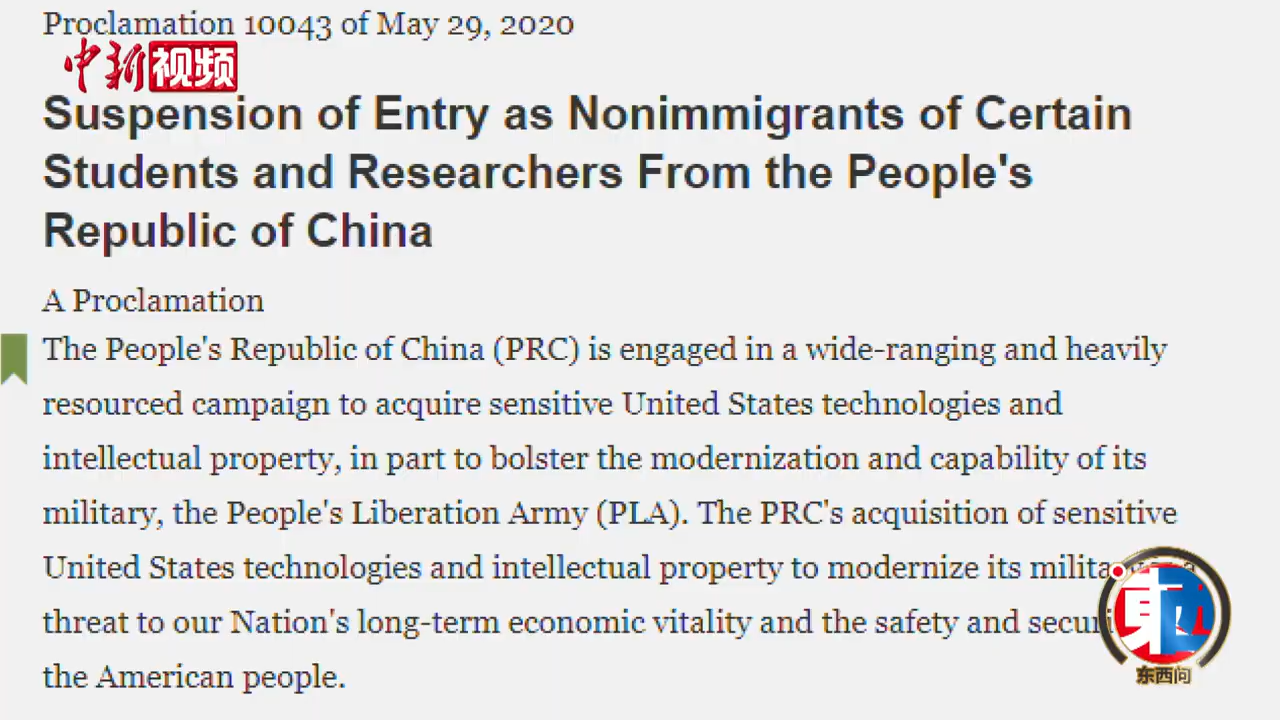 Proclamation 10043 of May 29, 2020
中新视频
Suspension of Entry as Nonimmigrants of Certain
Students and Researchers From the People's
Republic of China
A Proclamation
The People's Republic of China (PRC) is engaged in a wide-ranging and heavily
resourced campaign to acquire sensitive United States technologies and
intellectual property, in part to bolster the modernization and capability of its
military, the People's Liberation Army (PLA). The PRC's acquisition of sensitive
United States technologies and intellectual property to modernize its military is a
threat to our Nation's long-term economic vitality and the safety and securi
the American people.
东西问